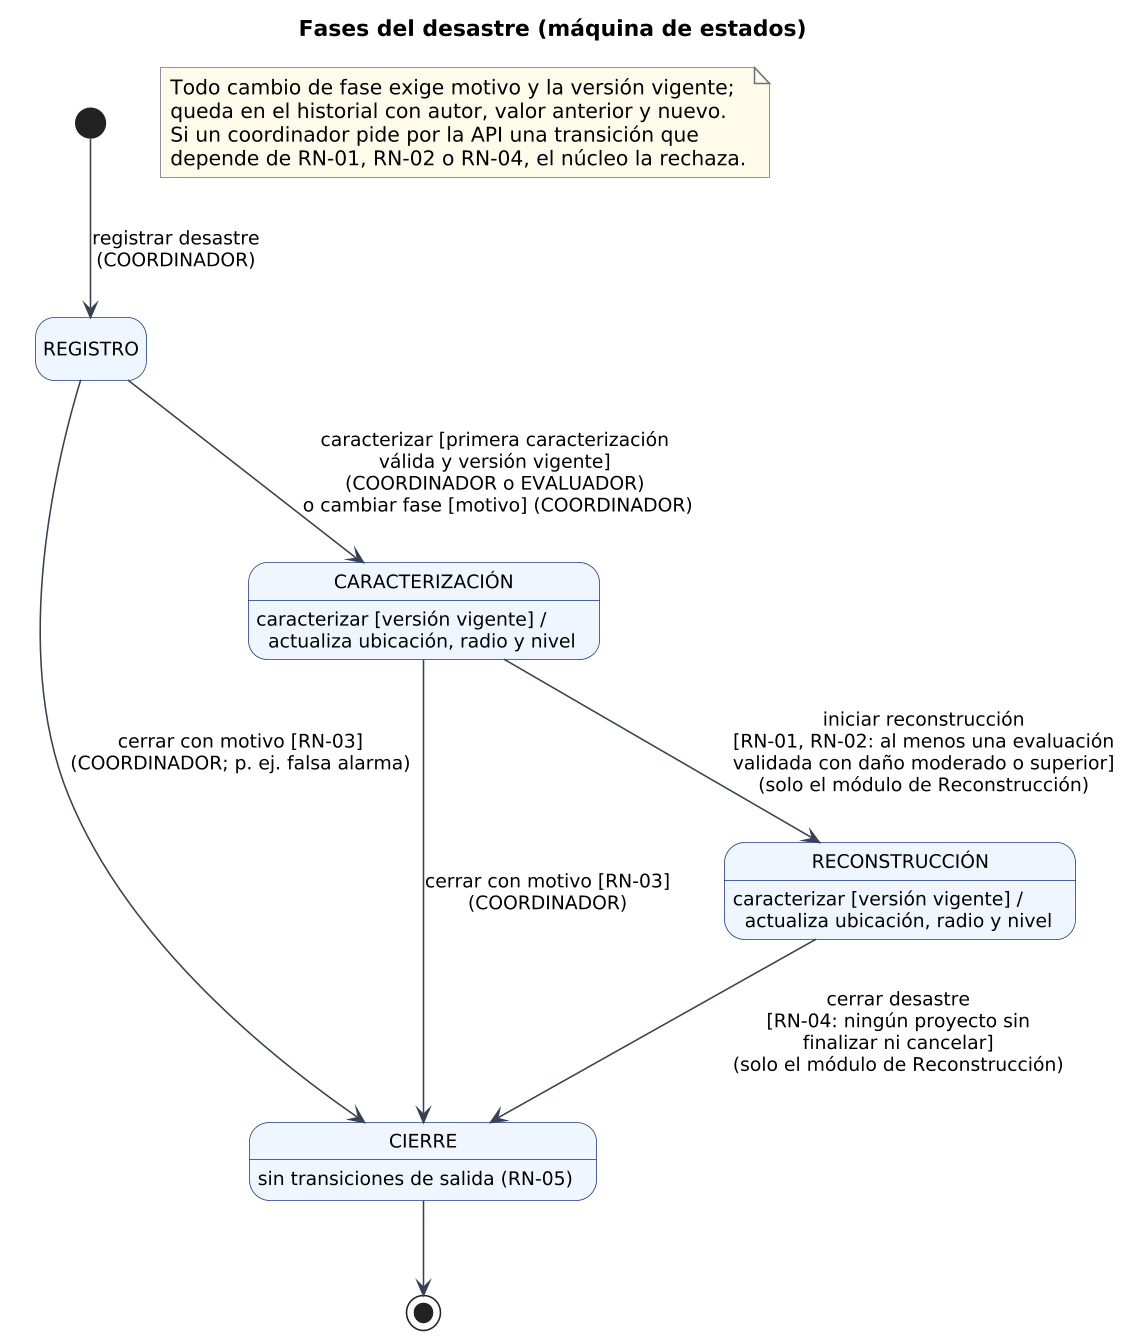 Fases del desastre (máquina de estados)
Todo cambio de fase exige motivo y la versión vigente;
queda en el historial con autor, valor anterior y nuevo.
Si un coordinador pide por la API una transición que
depende de RN-01, RN-02 o RN-04, el núcleo la rechaza.
registrar desastre
(COORDINADOR)
REGISTRO
caracterizar [primera caracterización
válida y versión vigente]
(COORDINADOR o EVALUADOR)
o cambiar fase [motivo] (COORDINADOR)
CARACTERIZACIÓN
caracterizar [versión vigente] /
actualiza ubicación, radio y nivel
cerrar con motivo [RN-03]
(COORDINADOR; p. ej. falsa alarma)
iniciar reconstrucción
[RN-01, RN-02: al menos una evaluación
validada con daño moderado o superior]
(solo el módulo de Reconstrucción)
cerrar con motivo [RN-03]
(COORDINADOR)
RECONSTRUCCIÓN
caracterizar [versión vigente] /
actualiza ubicación, radio y nivel
cerrar desastre
[RN-04: ningún proyecto sin
finalizar ni cancelar]
(solo el módulo de Reconstrucción)
CIERRE
sin transiciones de salida (RN-05)